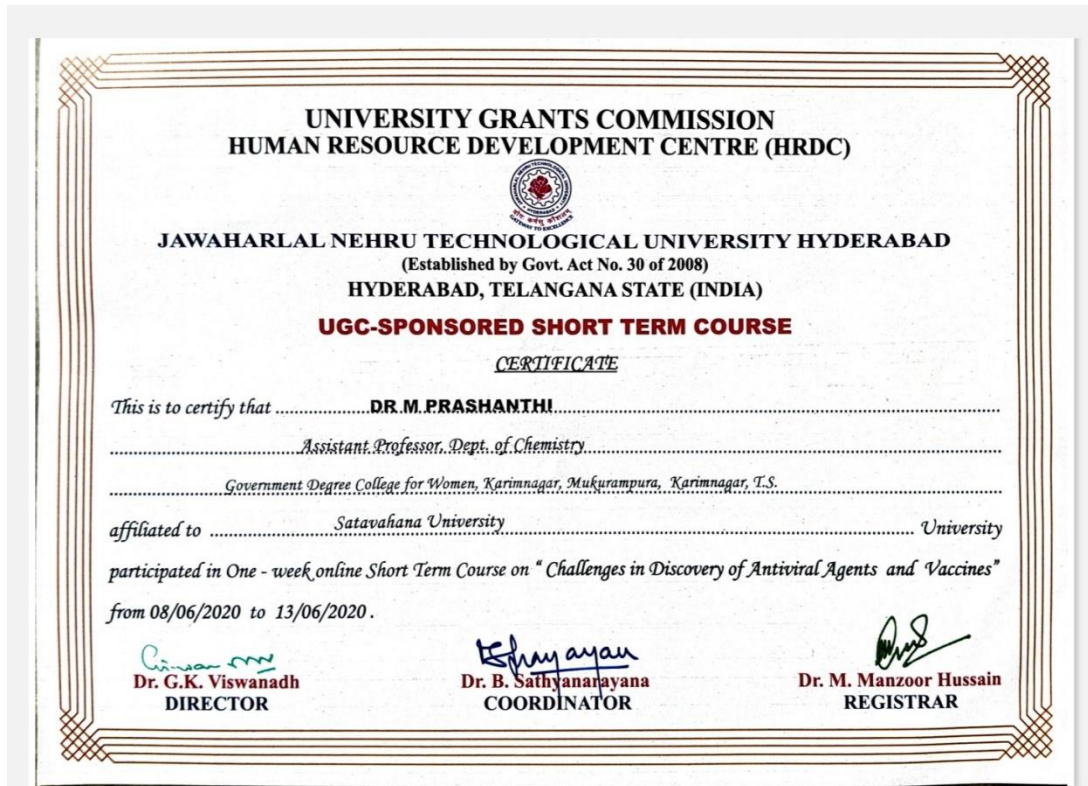 UNIVERSITY GRANTS COMMISSION
HUMAN RESOURCE DEVELOPMENT CENTRE (HRDC)
JAWAHARLAL NEHRU TECHNOLOGICAL UNIVERSITY HYDERABAD
(Established by Govt. Act No. 30 of 2008)
HYDERABAD, TELANGANA STATE (INDIA)
UGC-SPONSORED SHORT TERM COURSE
CERTIFICATE
This is to certify that ................... DR M PRASHANTHI ...................
Assistant Professor, Dept. of Chemistry
Government Degree College for Women, Karimnagar, Mukurampura, Karimnagar, T.S.
affiliated to ................... Satavahana University ................... University
participated in One - week online Short Term Course on " Challenges in Discovery of Antiviral Agents and Vaccines"
from 08/06/2020 to 13/06/2020 .
Dr. G.K. Viswanadh
DIRECTOR
Dr. B. Sathyanarayana
COORDINATOR
Dr. M. Manzoor Hussain
REGISTRAR